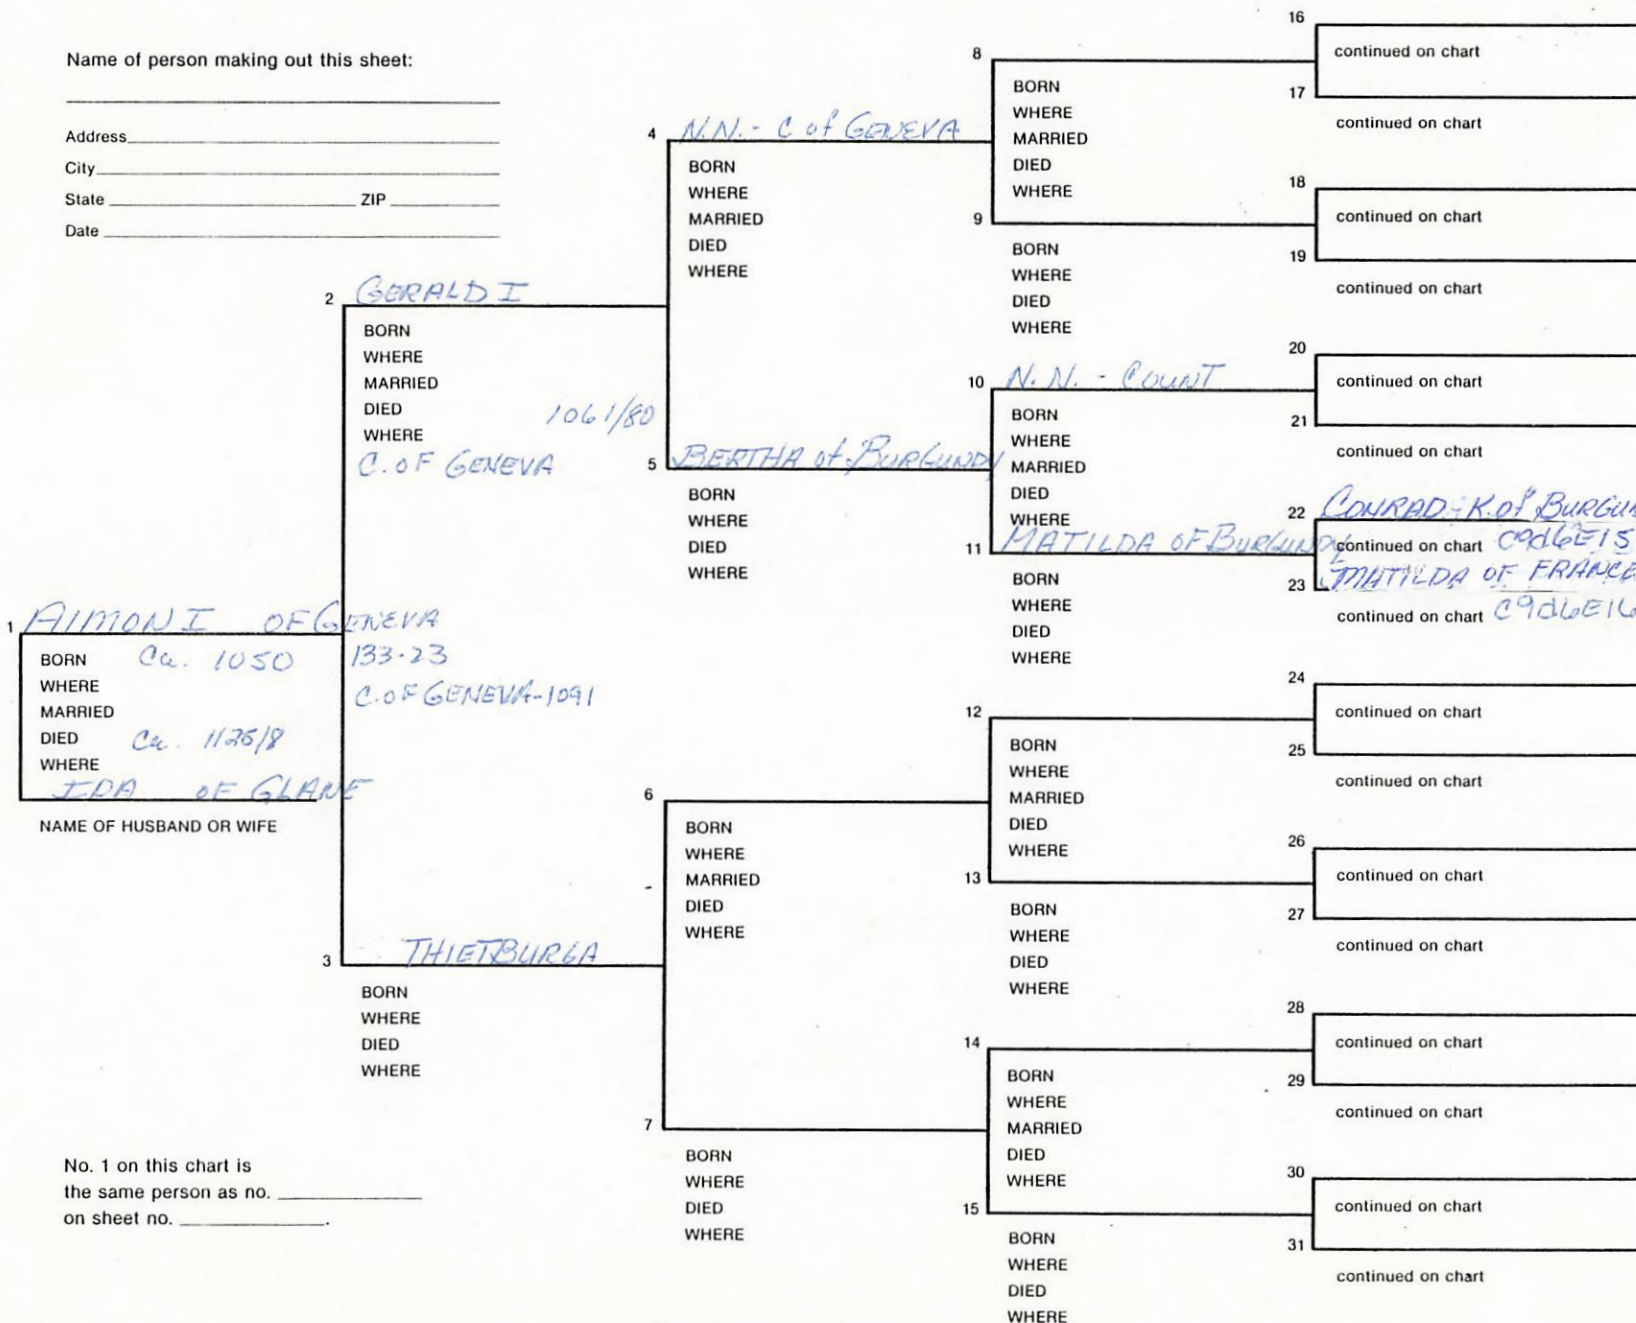 Name of person making out this sheet:
Address
City
State ZIP
Date
1 AIMON I OF GENEVA
BORN Ca. 1050 133-23
WHERE C. OF GENEVA-1091
MARRIED
DIED Ca. 1125/8
WHERE
IDA OF GLANE
NAME OF HUSBAND OR WIFE
No. 1 on this chart is
the same person as no.
on sheet no. .
2 GERALD I
BORN
WHERE
MARRIED
DIED 1061/80
WHERE
C. OF GENEVA
3 THIETBURGA
BORN
WHERE
DIED
WHERE
4 N.N. - C of GENEVA
BORN
WHERE
MARRIED
DIED
WHERE
5 BERTHA of BURGUNDY
BORN
WHERE
DIED
WHERE
6
BORN
WHERE
MARRIED
DIED
WHERE
7
BORN
WHERE
DIED
WHERE
8
BORN
WHERE
MARRIED
DIED
WHERE
9
BORN
WHERE
DIED
WHERE
10 N.N. - COUNT
BORN
WHERE
MARRIED
DIED
WHERE
11 MATILDA OF BURGUNDY
BORN
WHERE
DIED
WHERE
12
BORN
WHERE
MARRIED
DIED
WHERE
13
BORN
WHERE
DIED
WHERE
14
BORN
WHERE
MARRIED
DIED
WHERE
15
BORN
WHERE
DIED
WHERE
16
continued on chart
17
continued on chart
18
continued on chart
19
continued on chart
20
continued on chart
21
continued on chart
22 CONRAD - K. of BURGUN
continued on chart C9d6E15
23 MATILDA OF FRANCE
continued on chart C9d6E16
24
continued on chart
25
continued on chart
26
continued on chart
27
continued on chart
28
continued on chart
29
continued on chart
30
continued on chart
31
continued on chart